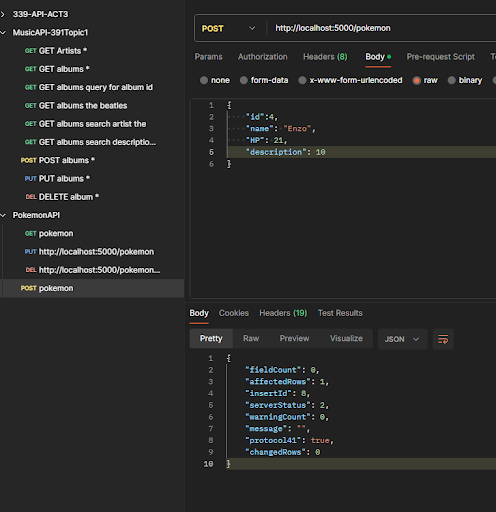 339-API-ACT3
MusicAPI-391Topic1
GET GET Artists *
GET GET albums *
GET GET albums query for album id
GET GET albums the beatles
GET GET albums search artist the
GET GET albums search descriptio...
POST POST albums *
PUT PUT albums *
DEL DELETE album *
PokemonAPI
GET pokemon
PUT http://localhost:5000/pokemon
DEL http://localhost:5000/pokemon...
POST pokemon
POST http://localhost:5000/pokemon
Params Authorization Headers (8) Body Pre-request Script
none form-data x-www-form-urlencoded raw binary
1 {
2 "id":4,
3 "name": "Enzo",
4 "HP": 21,
5 "description": 10
6 }
Body Cookies Headers (19) Test Results
Pretty Raw Preview Visualize JSON
1 {
2 "fieldCount": 0,
3 "affectedRows": 1,
4 "insertId": 8,
5 "serverStatus": 2,
6 "warningCount": 0,
7 "message": "",
8 "protocol41": true,
9 "changedRows": 0
10 }